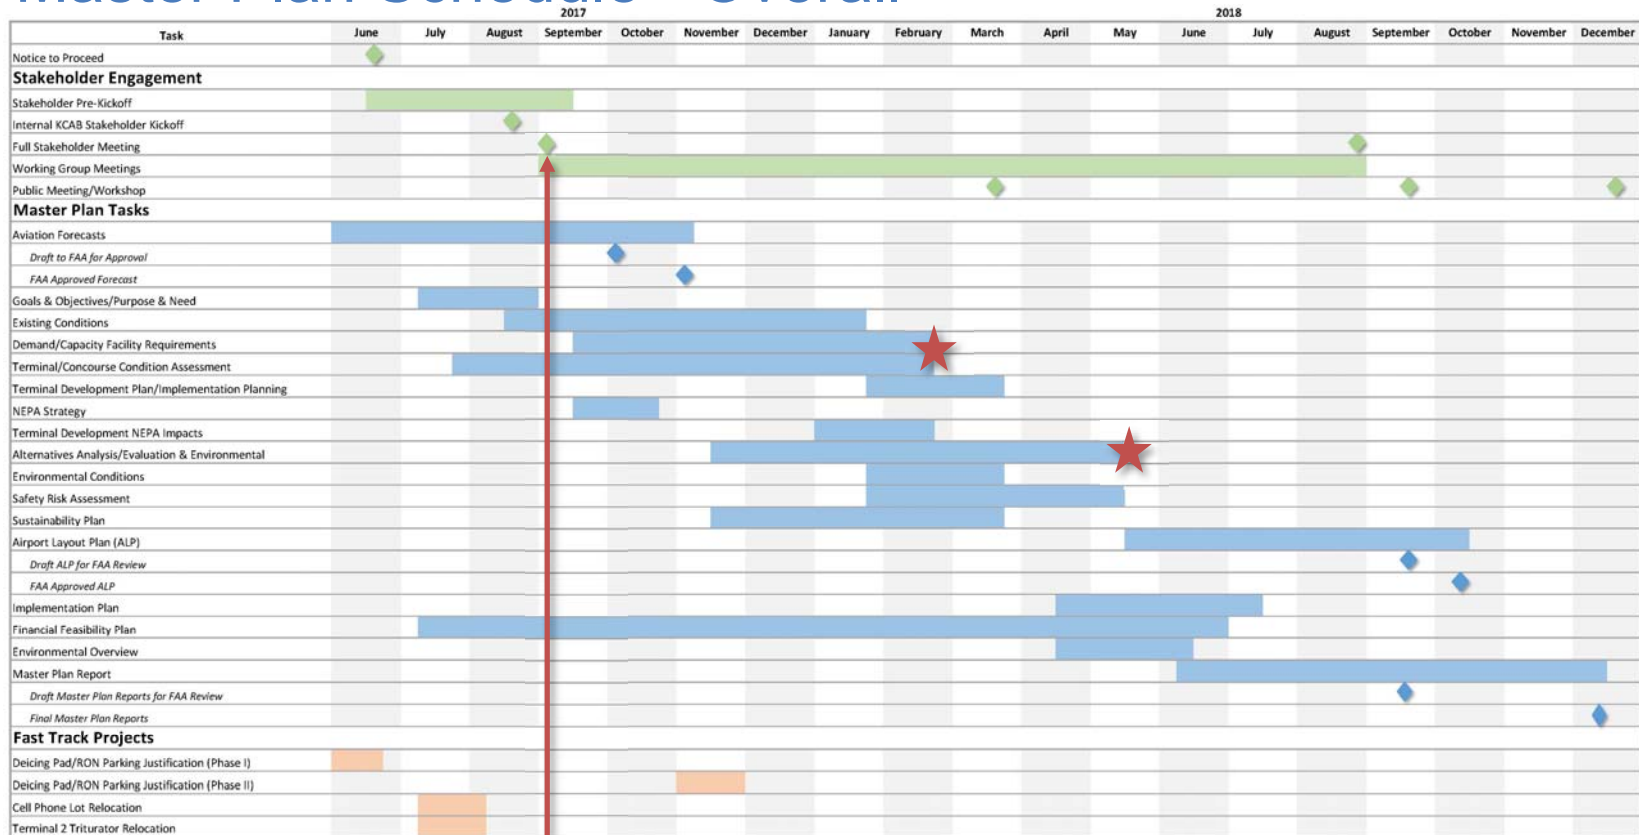 Master Plan Schedule - Overall
2017 2018
Task June July August September October November December January February March April May June July August September October November December
Notice to Proceed
Stakeholder Engagement
Stakeholder Pre-Kickoff
Internal KCAB Stakeholder Kickoff
Full Stakeholder Meeting
Working Group Meetings
Public Meeting/Workshop
Master Plan Tasks
Aviation Forecasts
Draft to FAA for Approval
FAA Approved Forecast
Goals & Objectives/Purpose & Need
Existing Conditions
Demand/Capacity Facility Requirements
Terminal/Concourse Condition Assessment
Terminal Development Plan/Implementation Planning
NEPA Strategy
Terminal Development NEPA Impacts
Alternatives Analysis/Evaluation & Environmental
Environmental Conditions
Safety Risk Assessment
Sustainability Plan
Airport Layout Plan (ALP)
Draft ALP for FAA Review
FAA Approved ALP
Implementation Plan
Financial Feasibility Plan
Environmental Overview
Master Plan Report
Draft Master Plan Reports for FAA Review
Final Master Plan Reports
Fast Track Projects
Deicing Pad/RON Parking Justification (Phase I)
Deicing Pad/RON Parking Justification (Phase II)
Cell Phone Lot Relocation
Terminal 2 Triturator Relocation